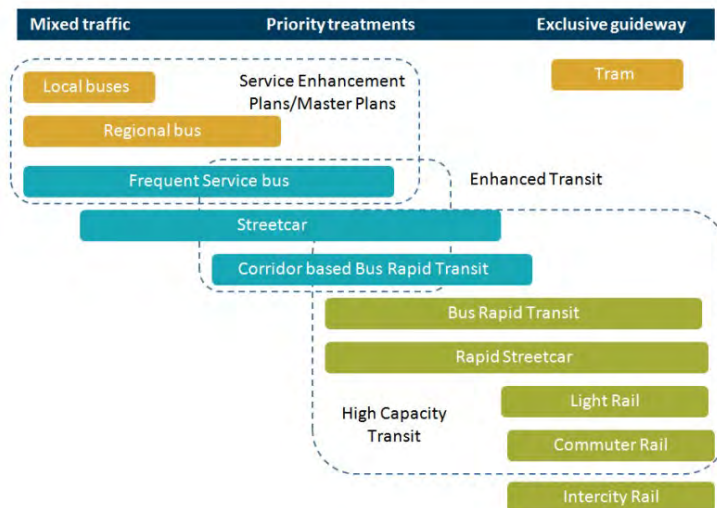 Mixed traffic
Priority treatments
Exclusive guideway
Local buses
Service Enhancement
Plans/Master Plans
Tram
Regional bus
Frequent Service bus
Enhanced Transit
Streetcar
Corridor based Bus Rapid Transit
Bus Rapid Transit
Rapid Streetcar
Light Rail
High Capacity
Transit
Commuter Rail
Intercity Rail